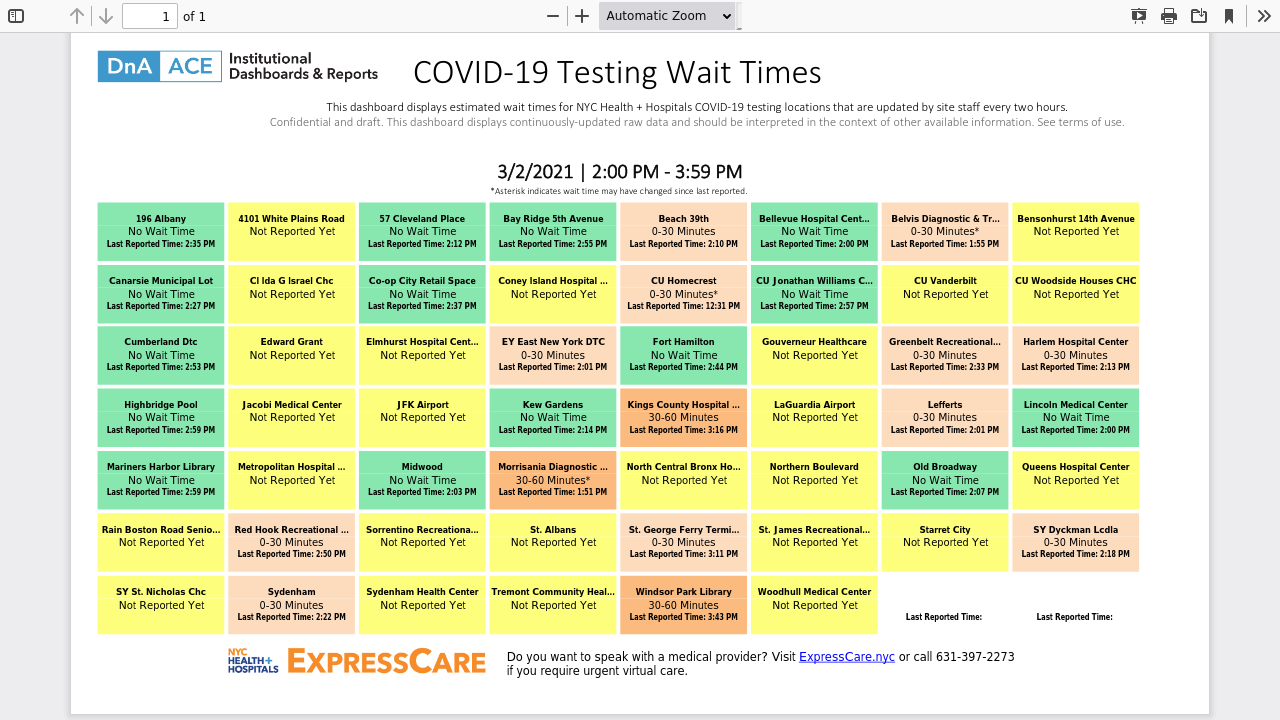 1 of 1 Automatic Zoom
DnA ACE Institutional
Dashboards & Reports
COVID-19 Testing Wait Times
This dashboard displays estimated wait times for NYC Health + Hospitals COVID-19 testing locations that are updated by site staff every two hours.
Confidential and draft. This dashboard displays continuously-updated raw data and should be interpreted in the context of other available information. See terms of use.
3/2/2021 | 2:00 PM - 3:59 PM
*Asterisk indicates wait time may have changed since last reported.
196 Albany 4101 White Plains Road 57 Cleveland Place Bay Ridge 5th Avenue Beach 39th Bellevue Hospital Cent... Belvis Diagnostic & Tr... Bensonhurst 14th Avenue
No Wait Time Not Reported Yet No Wait Time No Wait Time 0-30 Minutes No Wait Time 0-30 Minutes* Not Reported Yet
Last Reported Time: 2:35 PM Last Reported Time: 2:12 PM Last Reported Time: 2:55 PM Last Reported Time: 2:10 PM Last Reported Time: 2:00 PM Last Reported Time: 1:55 PM
Canarsie Municipal Lot Cl Ida G Israel Chc Co-op City Retail Space Coney Island Hospital ... CU Homecrest CU Jonathan Williams C... CU Vanderbilt CU Woodside Houses CHC
No Wait Time Not Reported Yet No Wait Time Not Reported Yet 0-30 Minutes* No Wait Time Not Reported Yet Not Reported Yet
Last Reported Time: 2:27 PM Last Reported Time: 2:37 PM Last Reported Time: 12:31 PM Last Reported Time: 2:57 PM
Cumberland Dtc Edward Grant Elmhurst Hospital Cent... EY East New York DTC Fort Hamilton Gouverneur Healthcare Greenbelt Recreational... Harlem Hospital Center
No Wait Time Not Reported Yet Not Reported Yet 0-30 Minutes No Wait Time Not Reported Yet 0-30 Minutes 0-30 Minutes
Last Reported Time: 2:53 PM Last Reported Time: 2:01 PM Last Reported Time: 2:44 PM Last Reported Time: 2:33 PM Last Reported Time: 2:13 PM
Highbridge Pool Jacobi Medical Center JFK Airport Kew Gardens Kings County Hospital ... LaGuardia Airport Lefferts Lincoln Medical Center
No Wait Time Not Reported Yet Not Reported Yet No Wait Time 30-60 Minutes Not Reported Yet 0-30 Minutes No Wait Time
Last Reported Time: 2:59 PM Last Reported Time: 2:14 PM Last Reported Time: 3:16 PM Last Reported Time: 2:01 PM Last Reported Time: 2:00 PM
Mariners Harbor Library Metropolitan Hospital ... Midwood Morrisania Diagnostic ... North Central Bronx Ho... Northern Boulevard Old Broadway Queens Hospital Center
No Wait Time Not Reported Yet No Wait Time 30-60 Minutes* Not Reported Yet Not Reported Yet No Wait Time Not Reported Yet
Last Reported Time: 2:59 PM Last Reported Time: 2:03 PM Last Reported Time: 1:51 PM Last Reported Time: 2:07 PM
Rain Boston Road Senio... Red Hook Recreational ... Sorrentino Recreationa... St. Albans St. George Ferry Termi... St. James Recreational... Starret City SY Dyckman Lcdla
Not Reported Yet 0-30 Minutes Not Reported Yet Not Reported Yet 0-30 Minutes Not Reported Yet Not Reported Yet 0-30 Minutes
Last Reported Time: 2:50 PM Last Reported Time: 3:11 PM Last Reported Time: 2:18 PM
SY St. Nicholas Chc Sydenham Sydenham Health Center Tremont Community Heal... Windsor Park Library Woodhull Medical Center
Not Reported Yet 0-30 Minutes Not Reported Yet Not Reported Yet 30-60 Minutes Not Reported Yet
Last Reported Time: 2:22 PM Last Reported Time: 3:43 PM Last Reported Time: Last Reported Time:
NYC
HEALTH+
HOSPITALS
EXPRESSCARE
Do you want to speak with a medical provider? Visit ExpressCare.nyc or call 631-397-2273
if you require urgent virtual care.